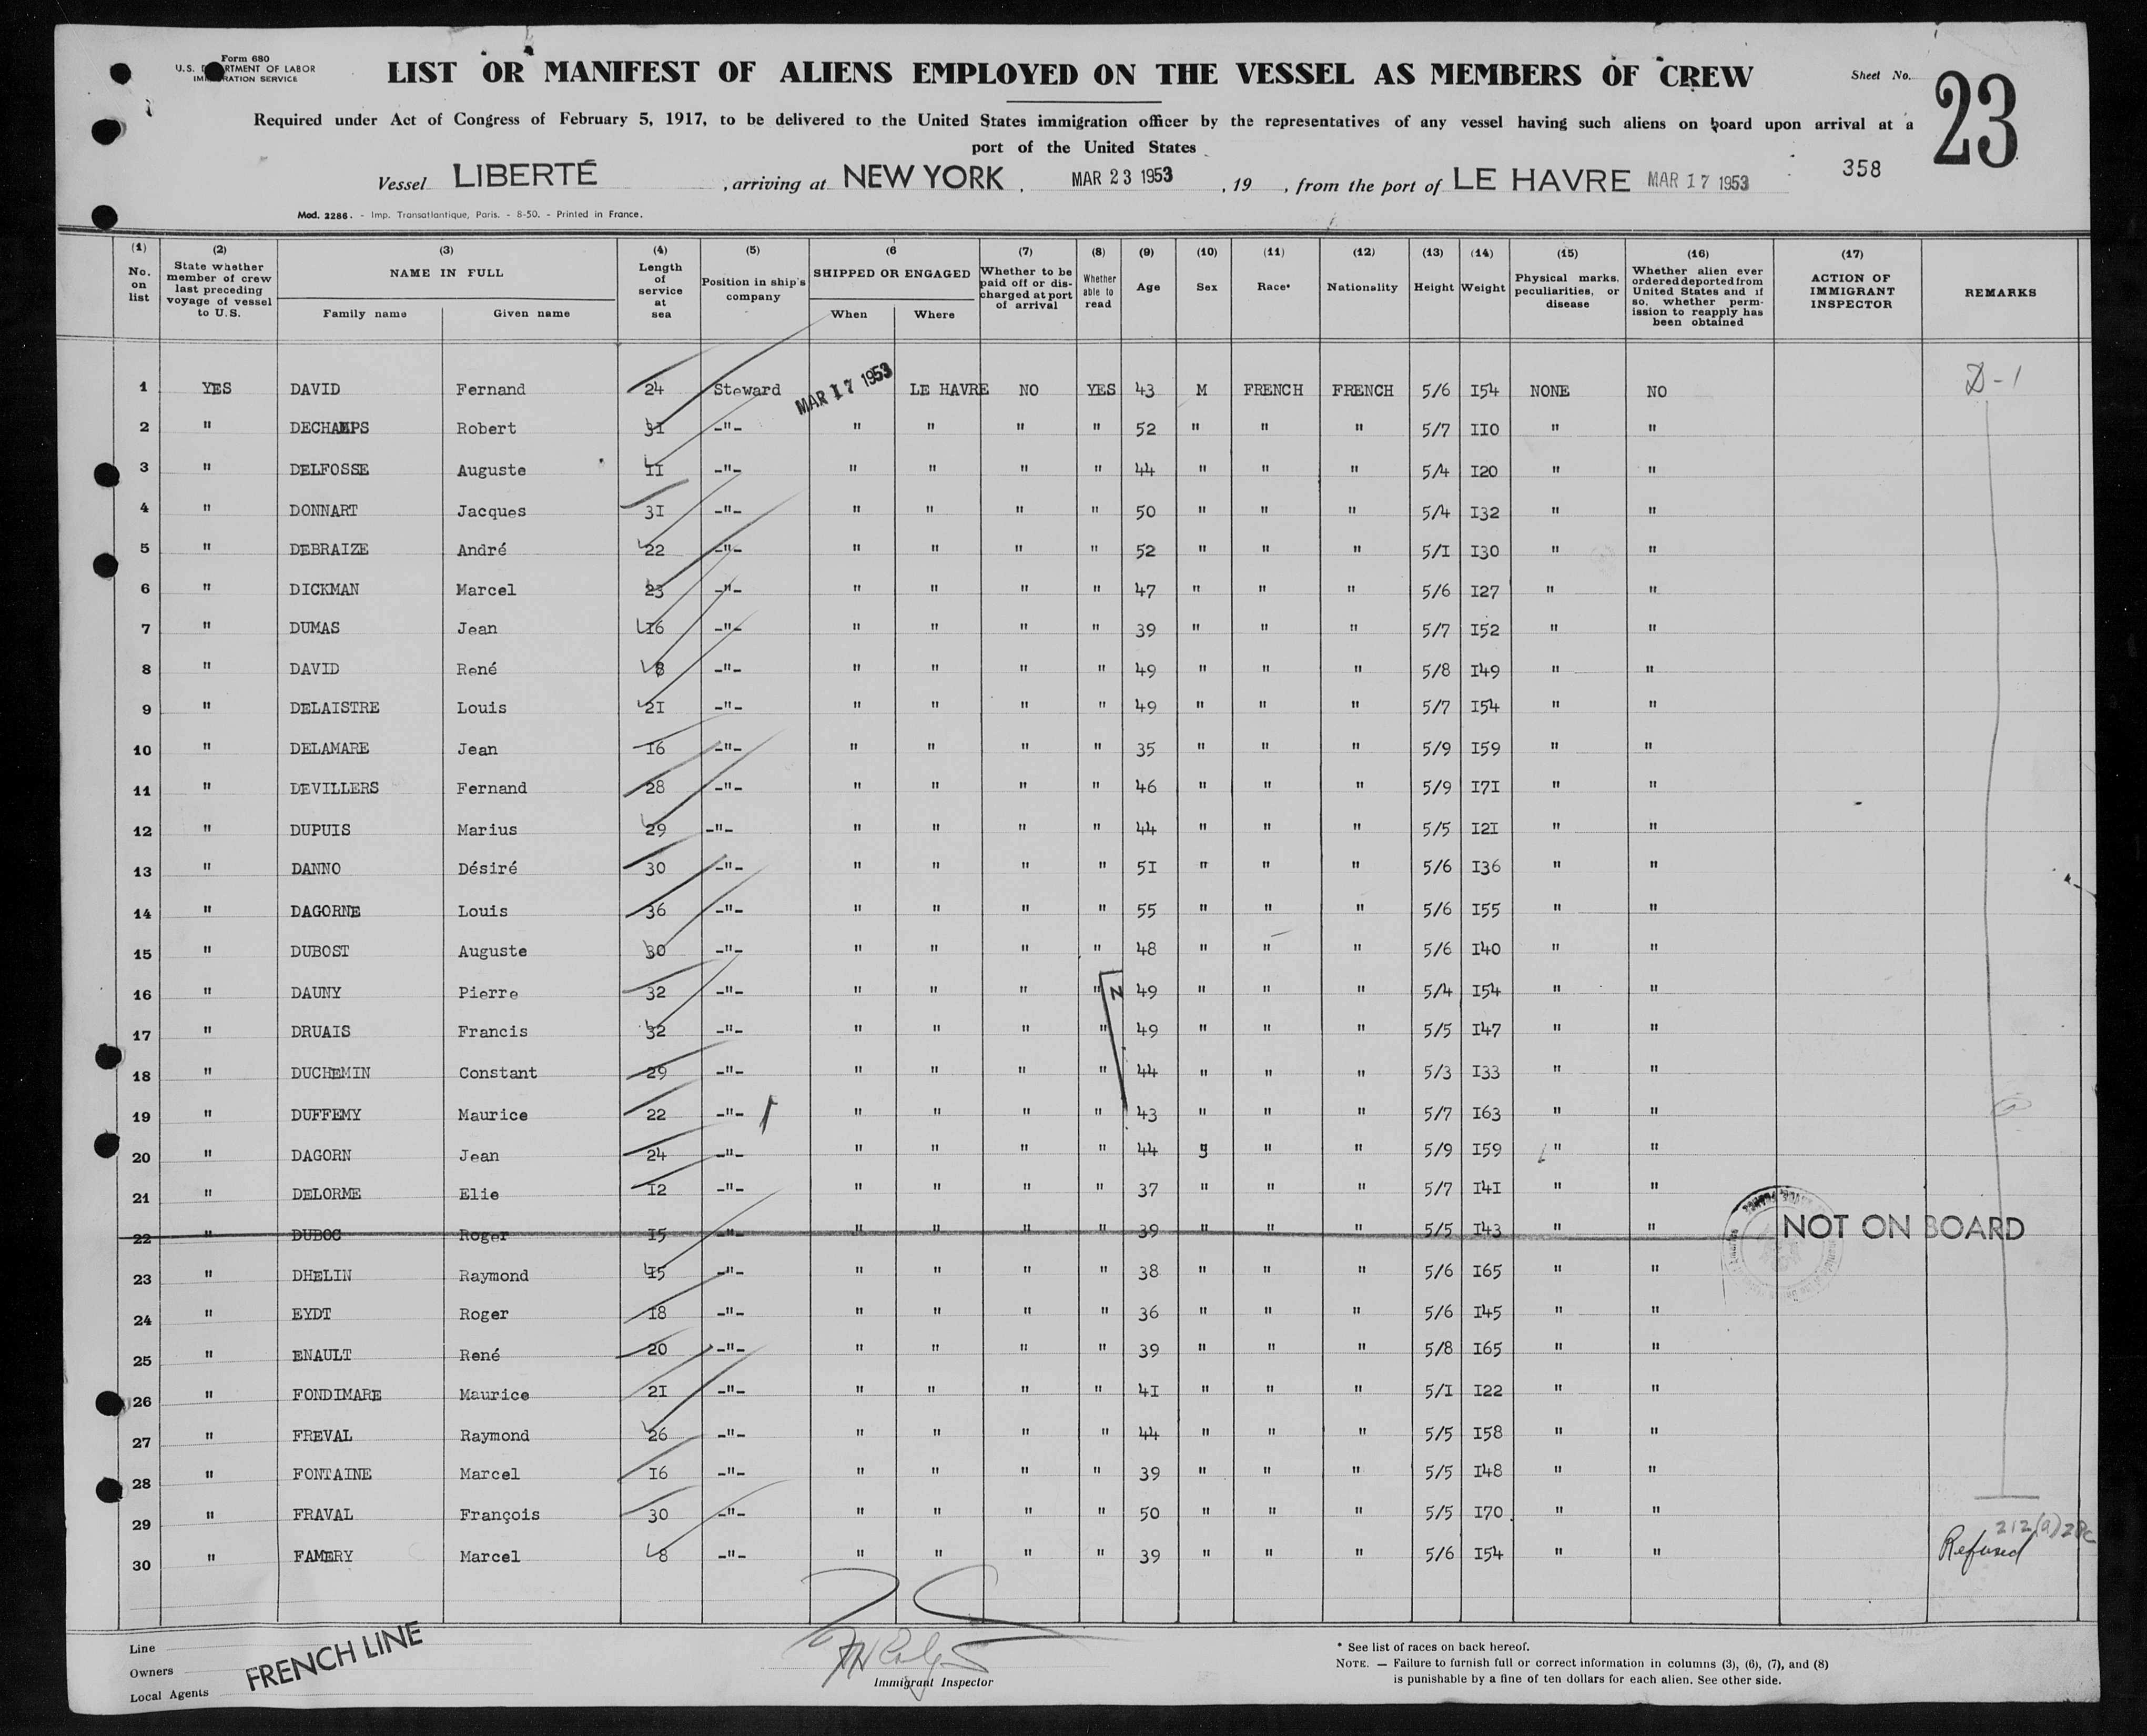 Form 680
U.S. DEPARTMENT OF LABOR
IMMIGRATION SERVICE
LIST OR MANIFEST OF ALIENS EMPLOYED ON THE VESSEL AS MEMBERS OF CREW
Sheet No. 23
Required under Act of Congress of February 5, 1917, to be delivered to the United States immigration officer by the representatives of any vessel having such aliens on board upon arrival at a
port of the United States
Vessel LIBERTÉ , arriving at NEW YORK , MAR 23 1953 , 19 , from the port of LE HAVRE MAR 17 1953 358
Mod. 2286. - Imp. Transatlantique, Paris. - 8-50. - Printed in France.
(1) No. on list (2) State whether member of crew last preceding voyage of vessel to U.S. (3) NAME IN FULL Family name Given name (4) Length of service at sea (5) Position in ship's company (6 SHIPPED OR ENGAGED When Where (7) Whether to be paid off or discharged at port of arrival (8) Whether able to read (9) Age (10) Sex (11) Race* (12) Nationality (13) Height (14) Weight (15) Physical marks, peculiarities, or disease (16) Whether alien ever ordered deported from United States and if so, whether permission to reapply has been obtained (17) ACTION OF IMMIGRANT INSPECTOR REMARKS
1 YES DAVID Fernand 24 Steward MAR 17 1953 LE HAVRE NO YES 43 M FRENCH FRENCH 5/6 I54 NONE NO D-1
2 " DECHAMPS Robert 31 -"- " " " " 52 " " " 5/7 II0 " "
3 " DELFOSSE Auguste II -"- " " " " 44 " " " 5/4 I20 " "
4 " DONNART Jacques 3I -"- " " " " 50 " " " 5/4 I32 " "
5 " DEBRAIZE André 22 -"- " " " " 52 " " " 5/I I30 " "
6 " DICKMAN Marcel 23 -"- " " " " 47 " " " 5/6 I27 " "
7 " DUMAS Jean I6 -"- " " " " 39 " " " 5/7 I52 " "
8 " DAVID René 8 -"- " " " " 49 " " " 5/8 I49 " "
9 " DELAISTRE Louis 2I -"- " " " " 49 " " " 5/7 I54 " "
10 " DELAMARE Jean I6 -"- " " " " 35 " " " 5/9 I59 " "
11 " DEVILLERS Fernand 28 -"- " " " " 46 " " " 5/9 I7I " "
12 " DUPUIS Marius 29 -"- " " " " 44 " " " 5/5 I2I " "
13 " DANNO Désiré 30 -"- " " " " 5I " " " 5/6 I36 " "
14 " DAGORNE Louis 36 -"- " " " " 55 " " " 5/6 I55 " "
15 " DUBOST Auguste 30 -"- " " " " 48 " " " 5/6 I40 " "
16 " DAUNY Pierre 32 -"- " " " " 49 " " " 5/4 I54 " "
17 " DRUAIS Francis 32 -"- " " " " 49 " " " 5/5 I47 " "
18 " DUCHEMIN Constant 29 -"- " " " " 44 " " " 5/3 I33 " "
19 " DUFFEMY Maurice 22 -"- " " " " 43 " " " 5/7 I63 " "
20 " DAGORN Jean 24 -"- " " " " 44 " " " 5/9 I59 " "
21 " DELORME Elie I2 -"- " " " " 37 " " " 5/7 I4I " "
22 " DUBOC Roger I5 -"- " " " " 39 " " " 5/5 I43 " " NOT ON BOARD
23 " DHELIN Raymond I5 -"- " " " " 38 " " " 5/6 I65 " "
24 " EYDT Roger I8 -"- " " " " 36 " " " 5/6 I45 " "
25 " ENAULT René 20 -"- " " " " 39 " " " 5/8 I65 " "
26 " FONDIMARE Maurice 2I -"- " " " " 4I " " " 5/I I22 " "
27 " FREVAL Raymond 26 -"- " " " " 44 " " " 5/5 I58 " "
28 " FONTAINE Marcel I6 -"- " " " " 39 " " " 5/5 I48 " "
29 " FRAVAL François 30 -"- " " " " 50 " " " 5/5 I70 " "
30 " FAMERY Marcel 8 -"- " " " " 39 " " " 5/6 I54 " " Refused 212(a)28c
Line
Owners
Local Agents
FRENCH LINE
Immigrant Inspector
* See list of races on back hereof.
NOTE. — Failure to furnish full or correct information in columns (3), (6), (7), and (8)
is punishable by a fine of ten dollars for each alien. See other side.